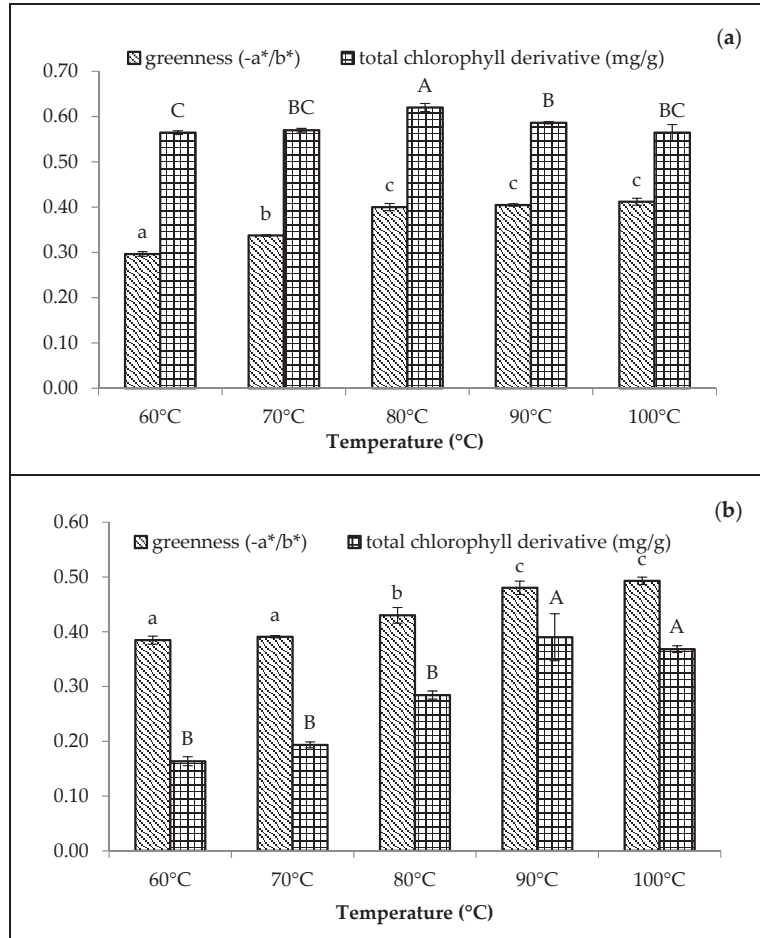 (a)
greenness (-a*/b*) total chlorophyll derivative (mg/g)
0.70
0.60
0.50
0.40
0.30
0.20
0.10
0.00
C BC A B BC
a b c c c
60°C 70°C 80°C 90°C 100°C
Temperature (°C)
(b)
greenness (-a*/b*) total chlorophyll derivative (mg/g)
0.60
0.50
0.40
0.30
0.20
0.10
0.00
a a b c c
B B B A A
60°C 70°C 80°C 90°C 100°C
Temperature (°C)